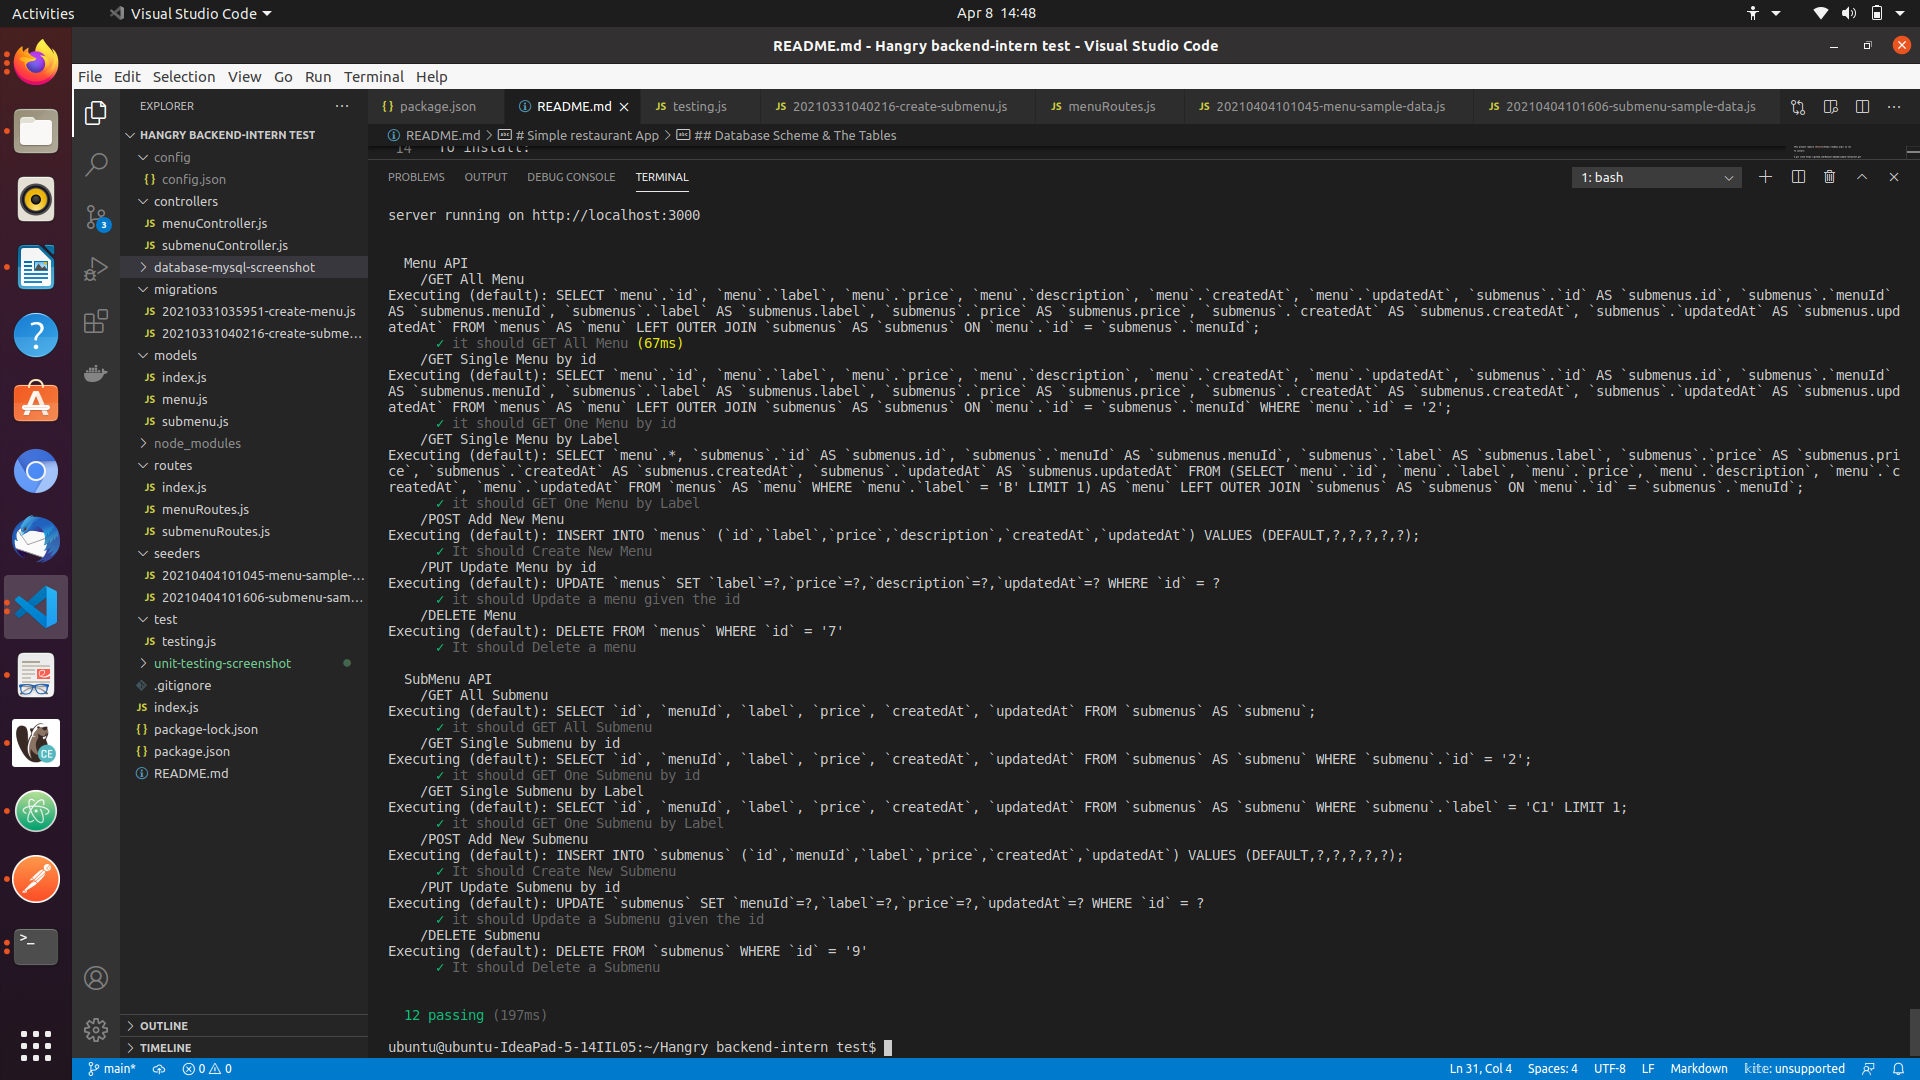 Activities
Visual Studio Code
Apr 8 14:48
README.md - Hangry backend-intern test - Visual Studio Code
File Edit Selection View Go Run Terminal Help
EXPLORER
HANGRY BACKEND-INTERN TEST
config
config.json
controllers
menuController.js
submenuController.js
database-mysql-screenshot
migrations
20210331035951-create-menu.js
20210331040216-create-subme...
models
index.js
menu.js
submenu.js
node_modules
routes
index.js
menuRoutes.js
submenuRoutes.js
seeders
20210404101045-menu-sample-...
20210404101606-submenu-sam...
test
testing.js
unit-testing-screenshot
.gitignore
index.js
package-lock.json
package.json
README.md
OUTLINE
TIMELINE
package.json
README.md
testing.js
20210331040216-create-submenu.js
menuRoutes.js
20210404101045-menu-sample-data.js
20210404101606-submenu-sample-data.js
README.md > # Simple restaurant App > ## Database Scheme & The Tables
14 To install:
PROBLEMS OUTPUT DEBUG CONSOLE TERMINAL
1: bash
server running on http://localhost:3000
Menu API
/GET All Menu
Executing (default): SELECT `menu`.`id`, `menu`.`label`, `menu`.`price`, `menu`.`description`, `menu`.`createdAt`, `menu`.`updatedAt`, `submenus`.`id` AS `submenus.id`, `submenus`.`menuId`
AS `submenus.menuId`, `submenus`.`label` AS `submenus.label`, `submenus`.`price` AS `submenus.price`, `submenus`.`createdAt` AS `submenus.createdAt`, `submenus`.`updatedAt` AS `submenus.upd
atedAt` FROM `menus` AS `menu` LEFT OUTER JOIN `submenus` AS `submenus` ON `menu`.`id` = `submenus`.`menuId`;
✓ it should GET All Menu (67ms)
/GET Single Menu by id
Executing (default): SELECT `menu`.`id`, `menu`.`label`, `menu`.`price`, `menu`.`description`, `menu`.`createdAt`, `menu`.`updatedAt`, `submenus`.`id` AS `submenus.id`, `submenus`.`menuId`
AS `submenus.menuId`, `submenus`.`label` AS `submenus.label`, `submenus`.`price` AS `submenus.price`, `submenus`.`createdAt` AS `submenus.createdAt`, `submenus`.`updatedAt` AS `submenus.upd
atedAt` FROM `menus` AS `menu` LEFT OUTER JOIN `submenus` AS `submenus` ON `menu`.`id` = `submenus`.`menuId` WHERE `menu`.`id` = '2';
✓ it should GET One Menu by id
/GET Single Menu by Label
Executing (default): SELECT `menu`.*, `submenus`.`id` AS `submenus.id`, `submenus`.`menuId` AS `submenus.menuId`, `submenus`.`label` AS `submenus.label`, `submenus`.`price` AS `submenus.pri
ce`, `submenus`.`createdAt` AS `submenus.createdAt`, `submenus`.`updatedAt` AS `submenus.updatedAt` FROM (SELECT `menu`.`id`, `menu`.`label`, `menu`.`price`, `menu`.`description`, `menu`.`c
reatedAt`, `menu`.`updatedAt` FROM `menus` AS `menu` WHERE `menu`.`label` = 'B' LIMIT 1) AS `menu` LEFT OUTER JOIN `submenus` AS `submenus` ON `menu`.`id` = `submenus`.`menuId`;
✓ it should GET One Menu by Label
/POST Add New Menu
Executing (default): INSERT INTO `menus` (`id`,`label`,`price`,`description`,`createdAt`,`updatedAt`) VALUES (DEFAULT,?,?,?,?,?);
✓ It should Create New Menu
/PUT Update Menu by id
Executing (default): UPDATE `menus` SET `label`=?,`price`=?,`description`=?,`updatedAt`=? WHERE `id` = ?
✓ it should Update a menu given the id
/DELETE Menu
Executing (default): DELETE FROM `menus` WHERE `id` = '7'
✓ It should Delete a menu
SubMenu API
/GET All Submenu
Executing (default): SELECT `id`, `menuId`, `label`, `price`, `createdAt`, `updatedAt` FROM `submenus` AS `submenu`;
✓ it should GET All Submenu
/GET Single Submenu by id
Executing (default): SELECT `id`, `menuId`, `label`, `price`, `createdAt`, `updatedAt` FROM `submenus` AS `submenu` WHERE `submenu`.`id` = '2';
✓ it should GET One Submenu by id
/GET Single Submenu by Label
Executing (default): SELECT `id`, `menuId`, `label`, `price`, `createdAt`, `updatedAt` FROM `submenus` AS `submenu` WHERE `submenu`.`label` = 'C1' LIMIT 1;
✓ it should GET One Submenu by Label
/POST Add New Submenu
Executing (default): INSERT INTO `submenus` (`id`,`menuId`,`label`,`price`,`createdAt`,`updatedAt`) VALUES (DEFAULT,?,?,?,?,?);
✓ It should Create New Submenu
/PUT Update Submenu by id
Executing (default): UPDATE `submenus` SET `menuId`=?,`label`=?,`price`=?,`updatedAt`=? WHERE `id` = ?
✓ it should Update a Submenu given the id
/DELETE Submenu
Executing (default): DELETE FROM `submenus` WHERE `id` = '9'
✓ It should Delete a Submenu
12 passing (197ms)
ubuntu@ubuntu-IdeaPad-5-14IIL05:~/Hangry backend-intern test$
main* 0 0
Ln 31, Col 4 Spaces: 4 UTF-8 LF Markdown kite: unsupported